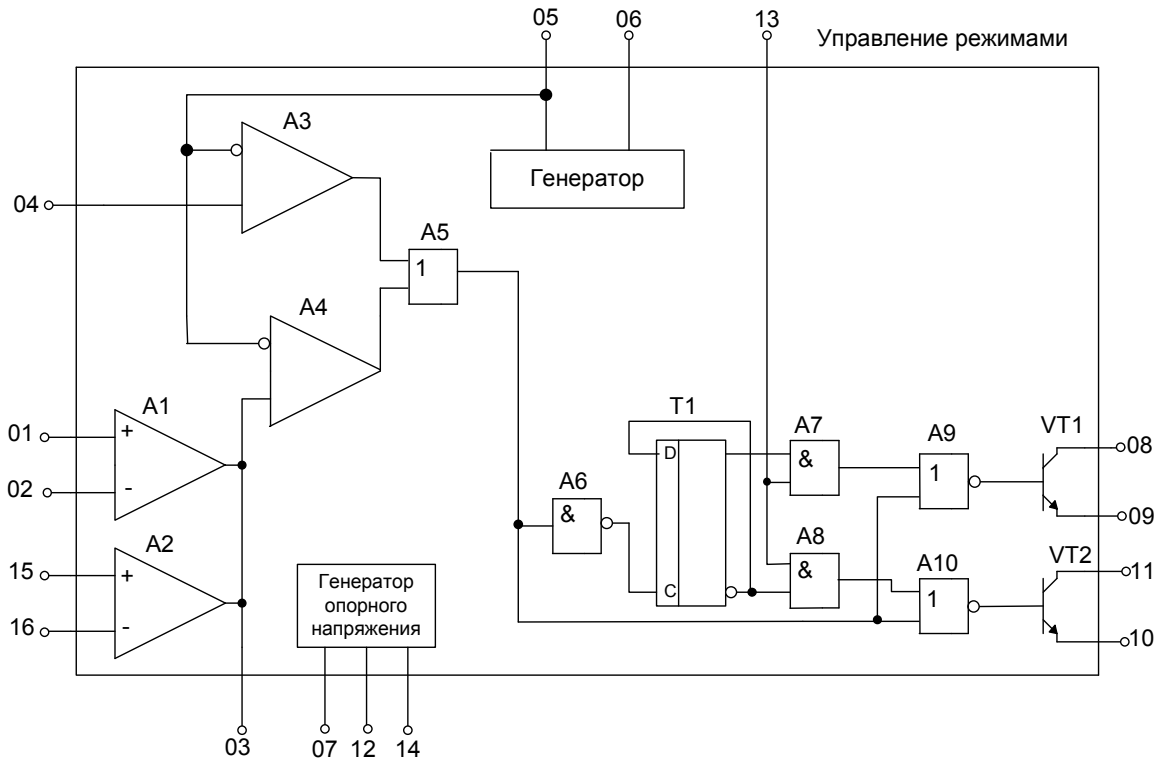 05
06
13
Управление режимами
A3
Генератор
04
A5
1
A4
A1
01
+
02
-
T1
A7
A9
VT1
08
D
&
A6
1
&
09
A2
A8
VT2
15
+
Генератор
опорного
напряжения
&
A10
11
C
1
16
-
10
03
07
12
14